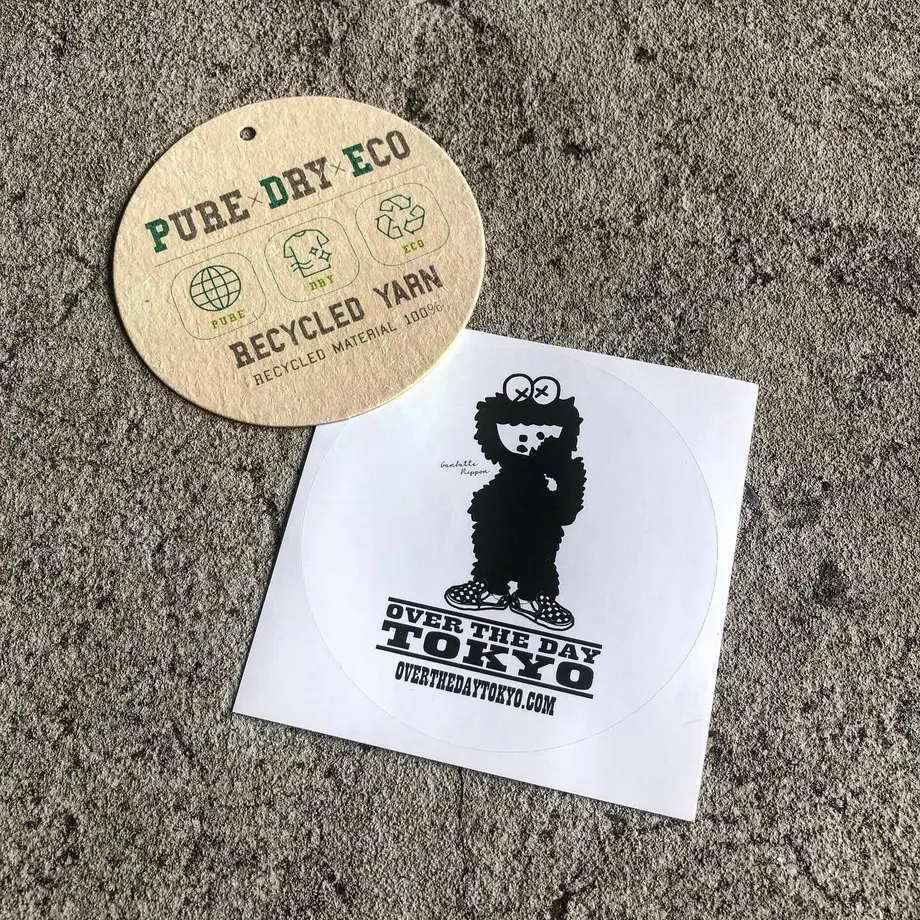 PURE×DRY×ECO
PURE
DRY
ECO
RECYCLED YARN
RECYCLED MATERIAL 100%
Ganbatte
Nippon
OVER THE DAY
TOKYO
OVERTHEDAYTOKYO.COM